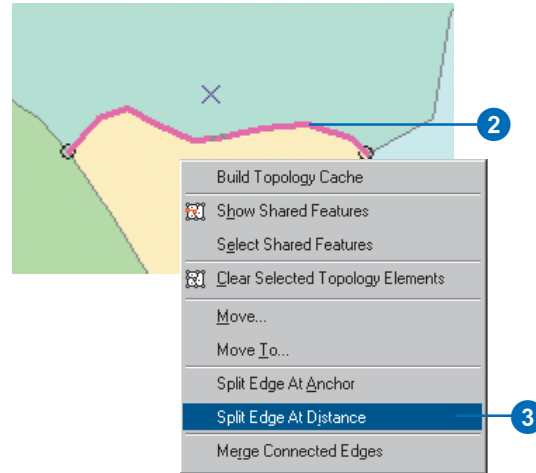 2
Build Topology Cache
Show Shared Features
Select Shared Features
Clear Selected Topology Elements
Move...
Move To...
Split Edge At Anchor
Split Edge At Distance
3
Merge Connected Edges